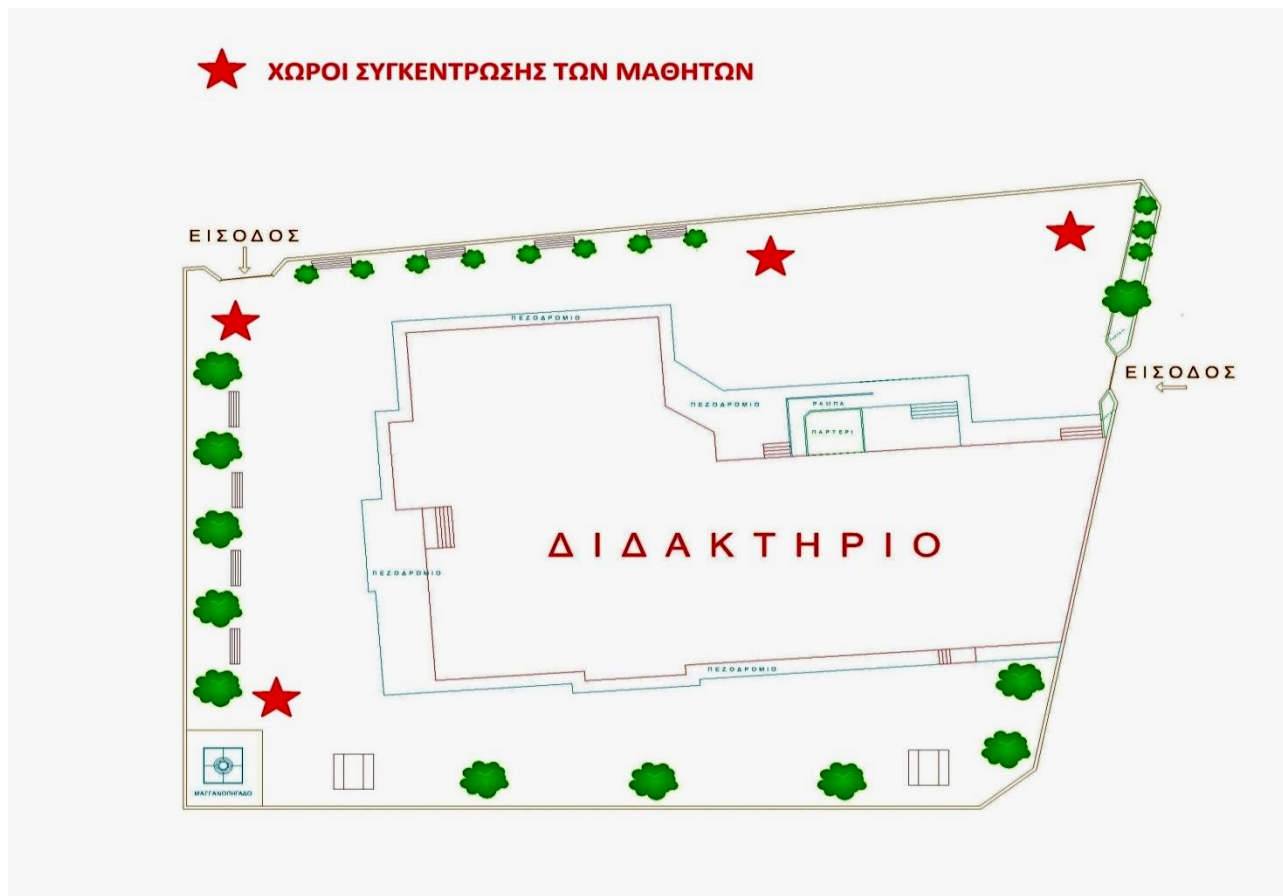 ΧΩΡΟΙ ΣΥΓΚΕΝΤΡΩΣΗΣ ΤΩΝ ΜΑΘΗΤΩΝ
ΕΙΣΟΔΟΣ
ΠΕΖΟΔΡΟΜΙΟ
ΕΙΣΟΔΟΣ
ΠΕΖΟΔΡΟΜΙΟ
ΡΑΜΠΑ
ΠΑΡΤΕΡΙ
ΔΙΔΑΚΤΗΡΙΟ
ΠΕΖΟΔΡΟΜΙΟ
ΠΕΖΟΔΡΟΜΙΟ
ΜΑΓΓΑΝΟΠΗΓΑΔΟ